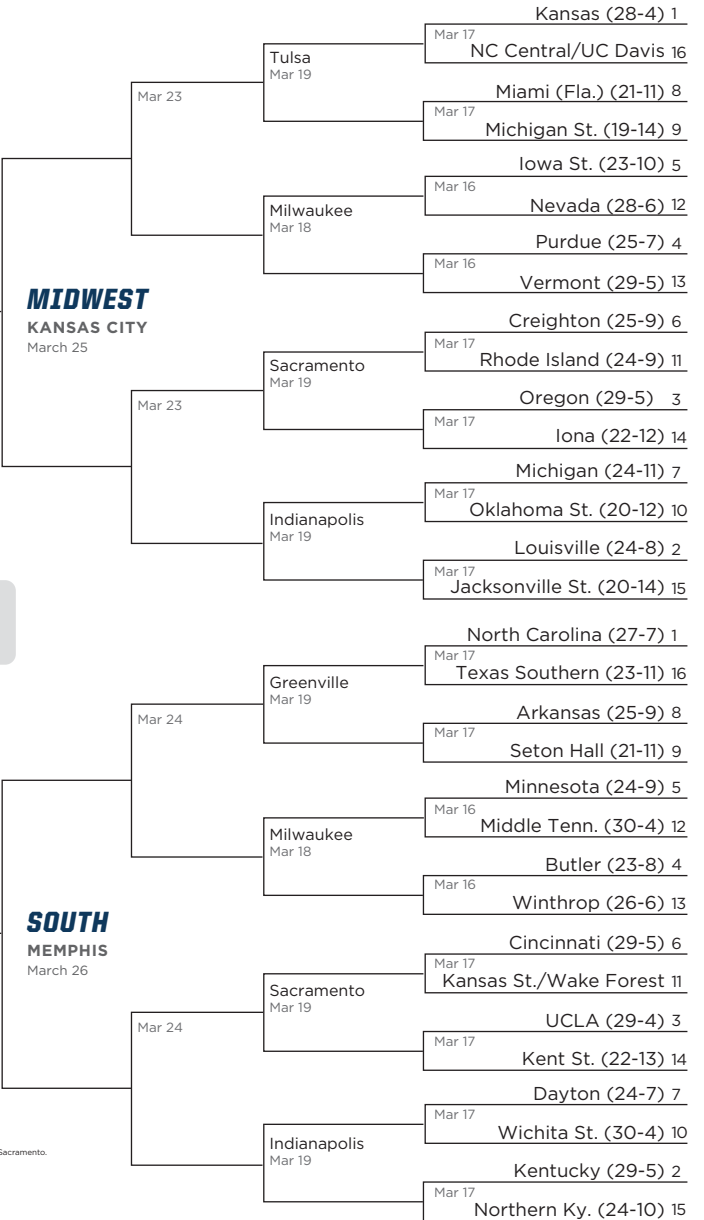 Kansas (28-4) 1
Mar 17
NC Central/UC Davis 16
Tulsa
Mar 19
Miami (Fla.) (21-11) 8
Mar 17
Michigan St. (19-14) 9
Mar 23
Iowa St. (23-10) 5
Mar 16
Nevada (28-6) 12
Milwaukee
Mar 18
Purdue (25-7) 4
Mar 16
Vermont (29-5) 13
MIDWEST
KANSAS CITY
March 25
Creighton (25-9) 6
Mar 17
Rhode Island (24-9) 11
Sacramento
Mar 19
Oregon (29-5) 3
Mar 17
Iona (22-12) 14
Mar 23
Michigan (24-11) 7
Mar 17
Oklahoma St. (20-12) 10
Indianapolis
Mar 19
Louisville (24-8) 2
Mar 17
Jacksonville St. (20-14) 15
North Carolina (27-7) 1
Mar 17
Texas Southern (23-11) 16
Greenville
Mar 19
Arkansas (25-9) 8
Mar 17
Seton Hall (21-11) 9
Mar 24
Minnesota (24-9) 5
Mar 16
Middle Tenn. (30-4) 12
Milwaukee
Mar 18
Butler (23-8) 4
Mar 16
Winthrop (26-6) 13
SOUTH
MEMPHIS
March 26
Cincinnati (29-5) 6
Mar 17
Kansas St./Wake Forest 11
Sacramento
Mar 19
UCLA (29-4) 3
Mar 17
Kent St. (22-13) 14
Mar 24
Dayton (24-7) 7
Mar 17
Wichita St. (30-4) 10
Indianapolis
Mar 19
Sacramento.
Kentucky (29-5) 2
Mar 17
Northern Ky. (24-10) 15